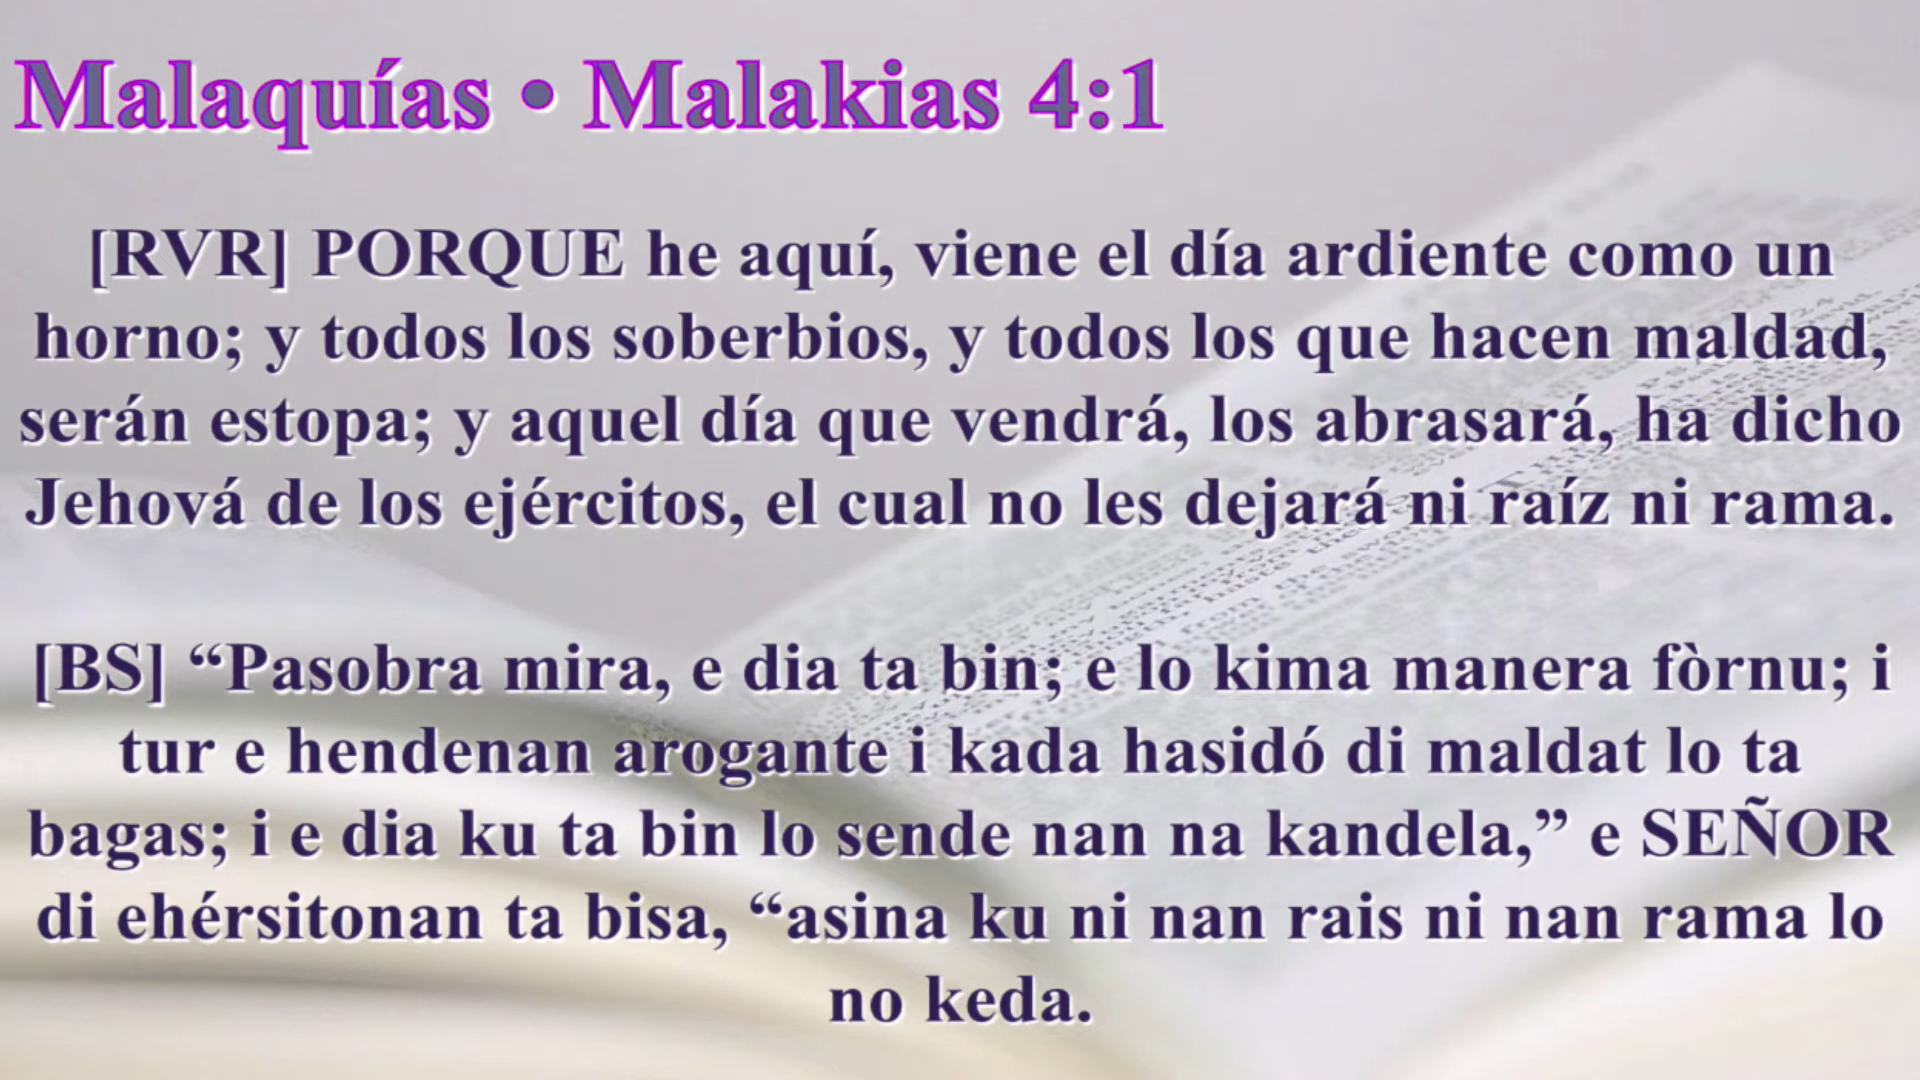 Malaquías • Malakias 4:1
[RVR] PORQUE he aquí, viene el día ardiente como un
horno; y todos los soberbios, y todos los que hacen maldad,
serán estopa; y aquel día que vendrá, los abrasará, ha dicho
Jehová de los ejércitos, el cual no les dejará ni raíz ni rama.
[BS] “Pasobra mira, e dia ta bin; e lo kima manera fòrnu; i
tur e hendenan arogante i kada hasidó di maldat lo ta
bagas; i e dia ku ta bin lo sende nan na kandela,” e SEÑOR
di ehérsitonan ta bisa, “asina ku ni nan rais ni nan rama lo
no keda.